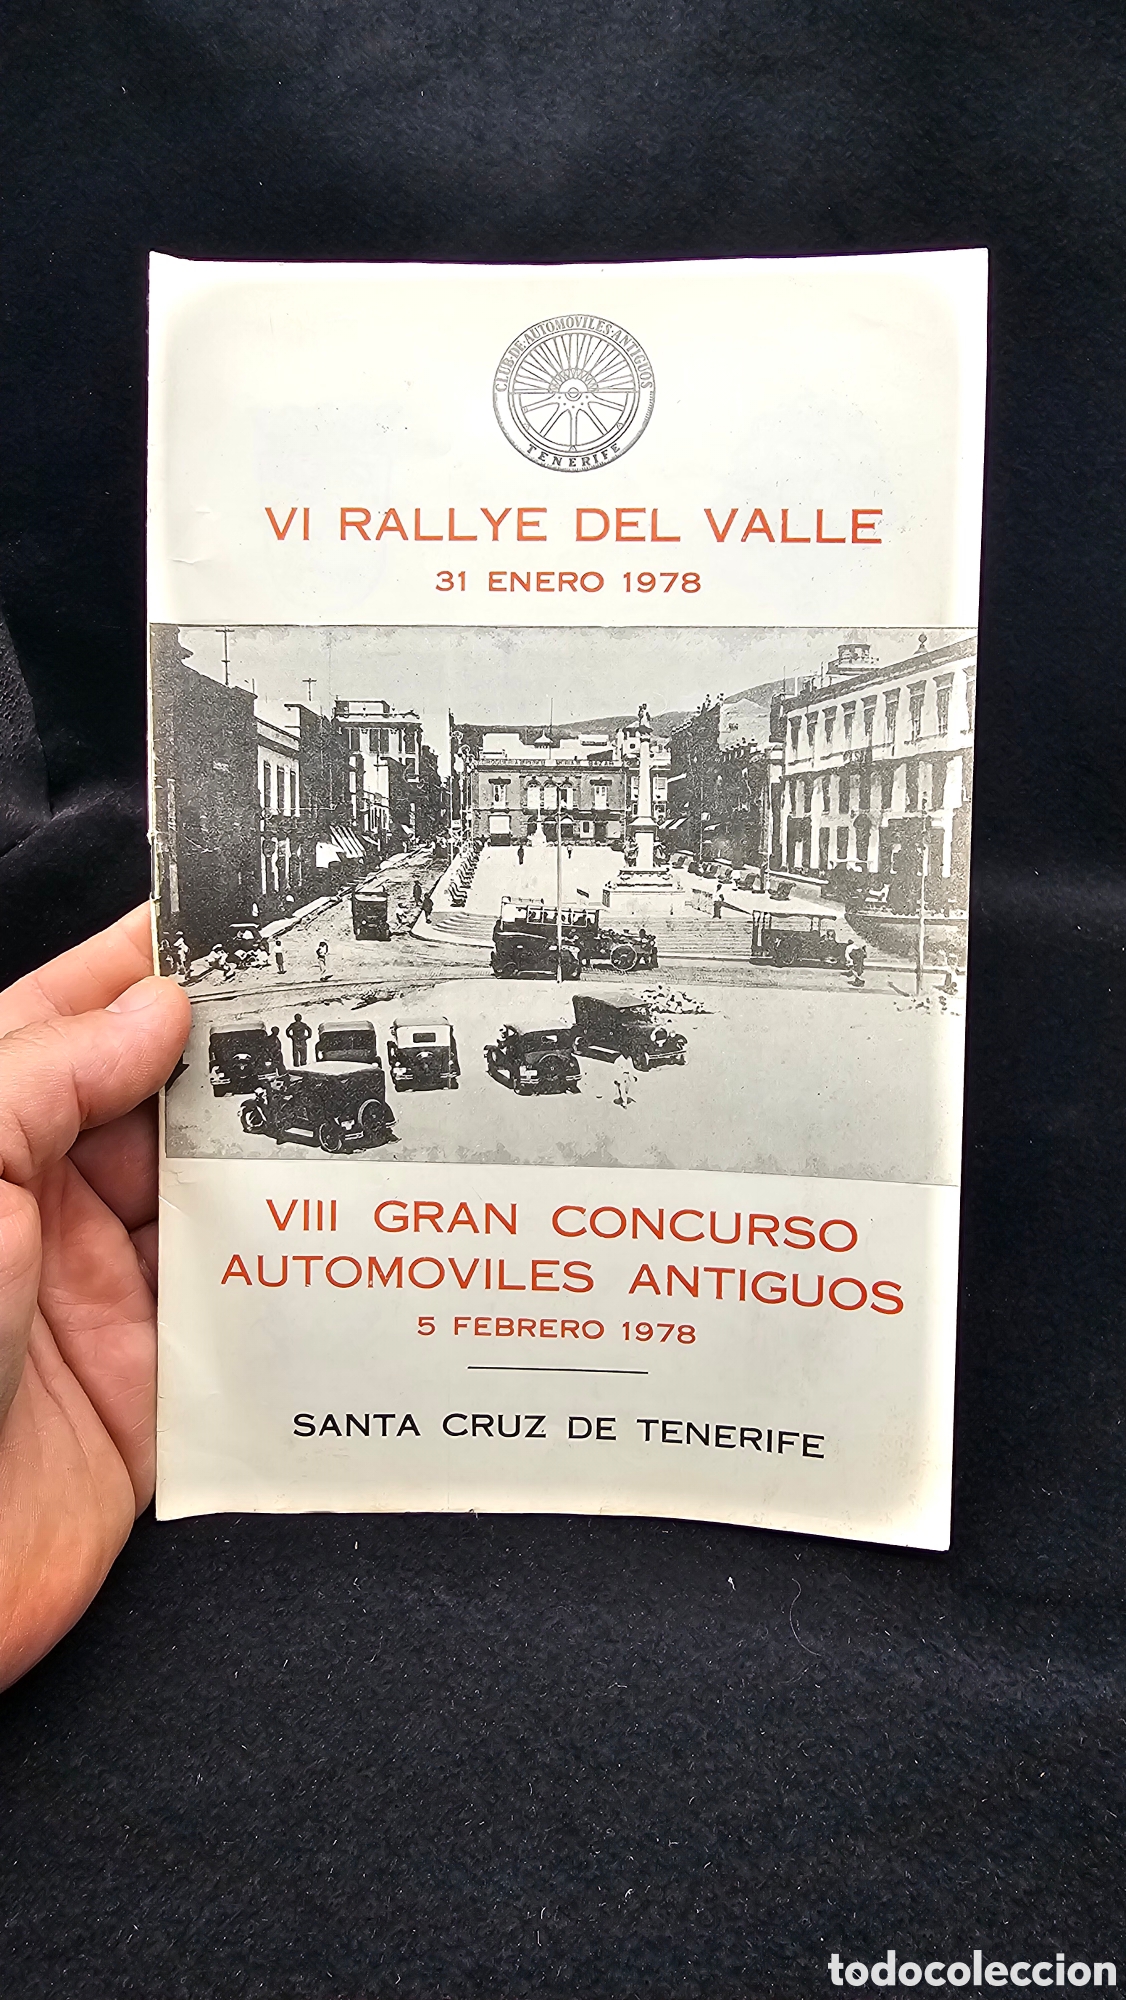 CLUB·DE·AUTOMOVILES·ANTIGUOS
TENERIFE
VI RALLYE DEL VALLE
31 ENERO 1978
VIII GRAN CONCURSO
AUTOMOVILES ANTIGUOS
5 FEBRERO 1978
SANTA CRUZ DE TENERIFE
todocoleccion